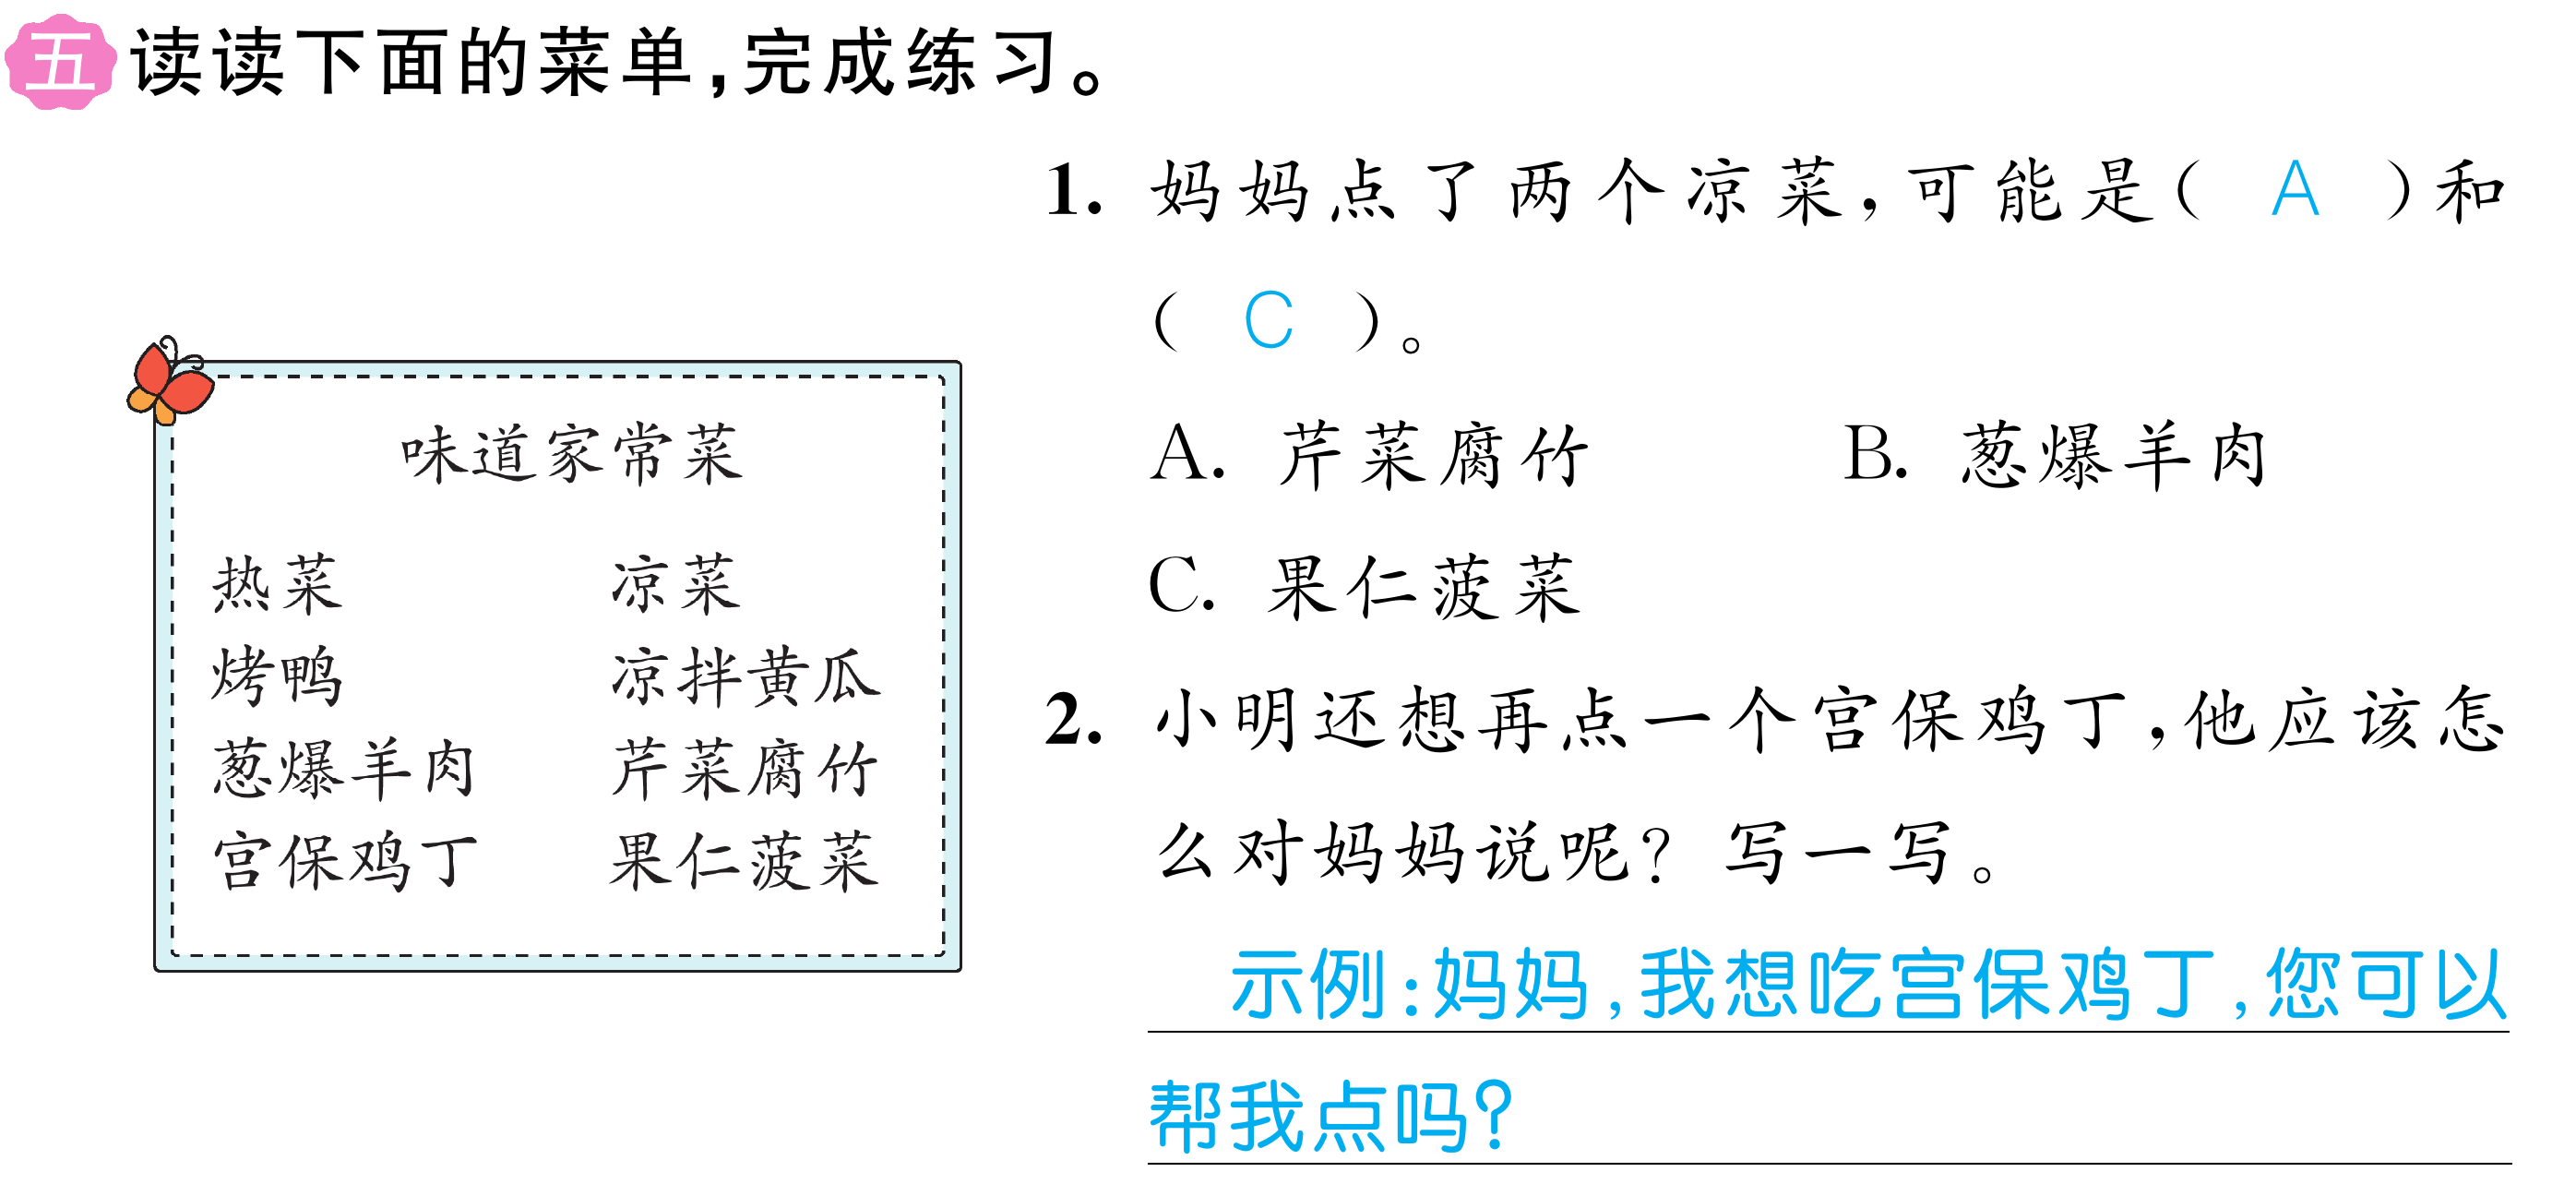 五 读读下面的菜单,完成练习。
味道家常菜
热菜 凉菜
烤鸭 凉拌黄瓜
葱爆羊肉 芹菜腐竹
宫保鸡丁 果仁菠菜
1. 妈妈点了两个凉菜,可能是( A )和
( C )。
A. 芹菜腐竹 B. 葱爆羊肉
C. 果仁菠菜
2. 小明还想再点一个宫保鸡丁,他应该怎
么对妈妈说呢? 写一写。
示例:妈妈,我想吃宫保鸡丁,您可以
帮我点吗?